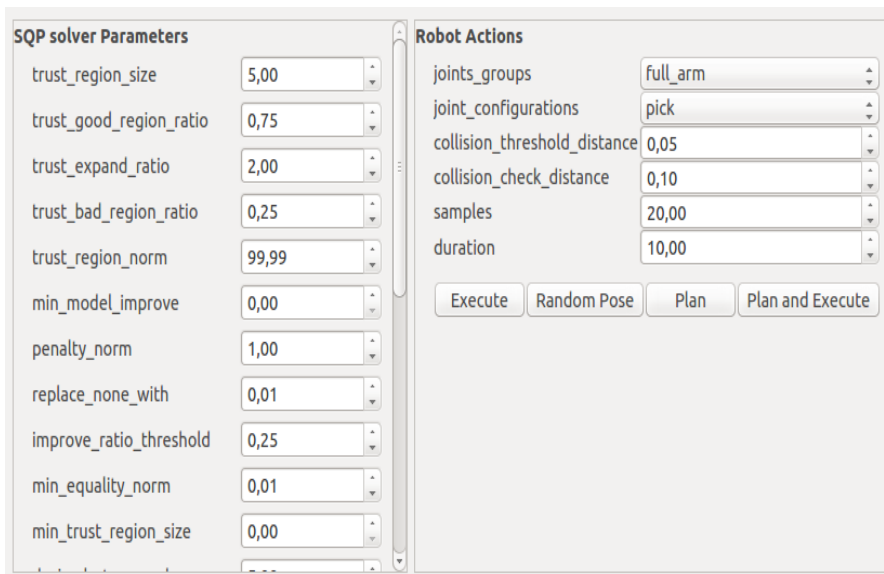 SQP solver Parameters
trust_region_size 5,00
trust_good_region_ratio 0,75
trust_expand_ratio 2,00
trust_bad_region_ratio 0,25
trust_region_norm 99,99
min_model_improve 0,00
penalty_norm 1,00
replace_none_with 0,01
improve_ratio_threshold 0,25
min_equality_norm 0,01
min_trust_region_size 0,00
Robot Actions
joints_groups full_arm
joint_configurations pick
collision_threshold_distance 0,05
collision_check_distance 0,10
samples 20,00
duration 10,00
Execute Random Pose Plan Plan and Execute